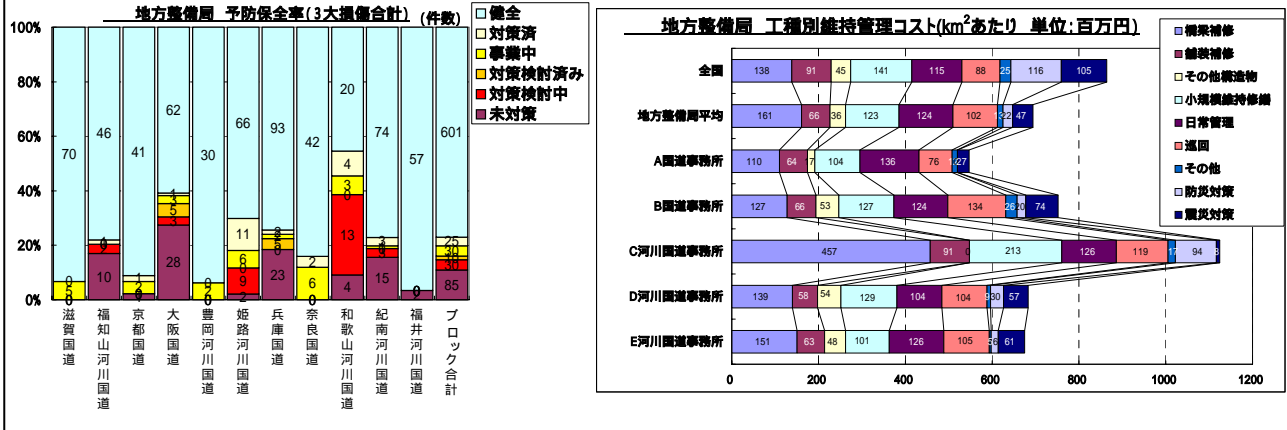 地方整備局 予防保全率(3大損傷合計) (件数)
100%
80%
60%
40%
20%
0%
70
46
41
62
30
66
93
42
20
74
57
601
10
28
2
23
4
15
85
5
9
11
6
13
3
25
30
滋賀国道
福知山河川国道
京都国道
大阪国道
豊岡河川国道
姫路河川国道
兵庫国道
奈良国道
和歌山河川国道
紀南河川国道
福井河川国道
ブロック合計
健全
対策済
事業中
対策検討済み
対策検討中
未対策
地方整備局 工種別維持管理コスト(km²あたり 単位:百万円)
橋梁補修
舗装補修
その他構造物
小規模維持修繕
日常管理
巡回
その他
防災対策
震災対策
全国 138 91 45 141 115 88 25 116 105
地方整備局平均 161 66 36 123 124 102 22 47
A国道事務所 110 64 104 136 76 27
B国道事務所 127 66 53 127 124 134 26 20 74
C河川国道事務所 457 91 0 213 126 119 17 94
D河川国道事務所 139 58 54 129 104 104 9 30 57
E河川国道事務所 151 63 48 101 126 105 61
0 200 400 600 800 1000 1200